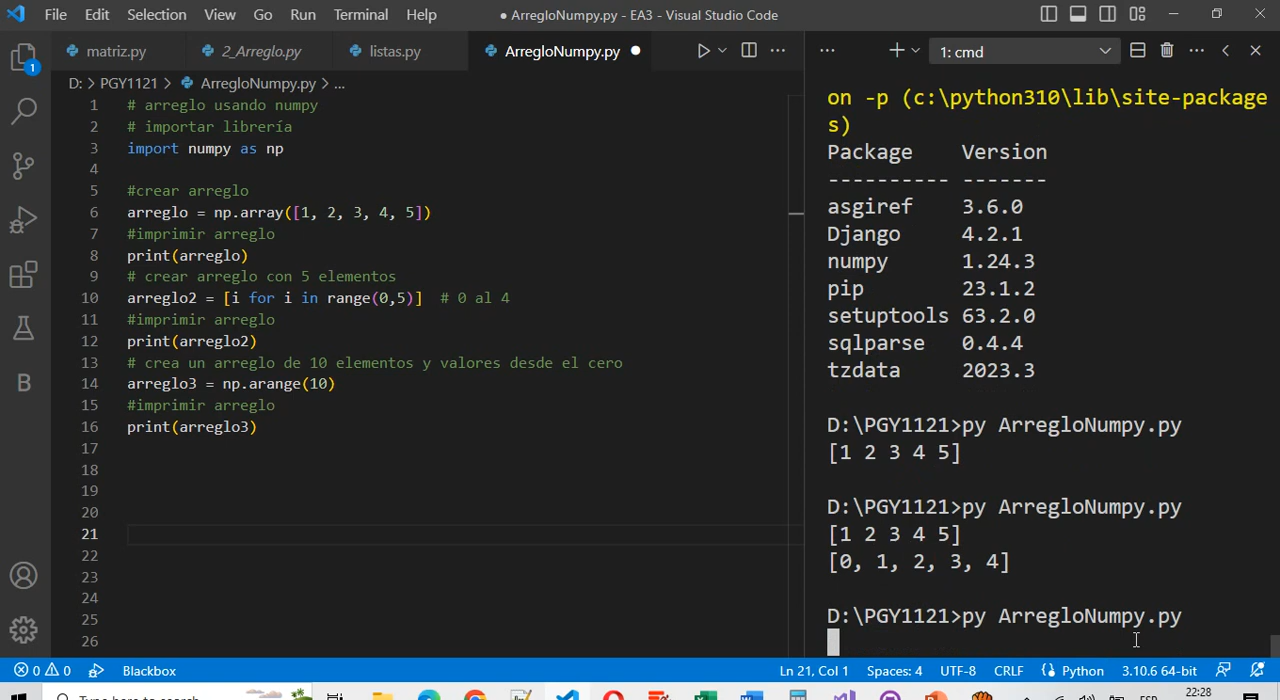 File Edit Selection View Go Run Terminal Help
● ArregloNumpy.py - EA3 - Visual Studio Code
matriz.py 2_Arreglo.py listas.py ArregloNumpy.py ●
1: cmd
1
D: > PGY1121 > ArregloNumpy.py > ...
1 # arreglo usando numpy
2 # importar librería
3 import numpy as np
4
5 #crear arreglo
6 arreglo = np.array([1, 2, 3, 4, 5])
7 #imprimir arreglo
8 print(arreglo)
9 # crear arreglo con 5 elementos
10 arreglo2 = [i for i in range(0,5)]  # 0 al 4
11 #imprimir arreglo
12 print(arreglo2)
13 # crea un arreglo de 10 elementos y valores desde el cero
14 arreglo3 = np.arange(10)
15 #imprimir arreglo
16 print(arreglo3)
17
18
19
20
21
22
23
24
25
26
B
on -p (c:\python310\lib\site-package
s)
Package    Version
---------- -------
asgiref    3.6.0
Django     4.2.1
numpy      1.24.3
pip        23.1.2
setuptools 63.2.0
sqlparse   0.4.4
tzdata     2023.3
D:\PGY1121>py ArregloNumpy.py
[1 2 3 4 5]
D:\PGY1121>py ArregloNumpy.py
[1 2 3 4 5]
[0, 1, 2, 3, 4]
D:\PGY1121>py ArregloNumpy.py
0 0 Blackbox Ln 21, Col 1 Spaces: 4 UTF-8 CRLF Python 3.10.6 64-bit
Type here to search ESP 22:28